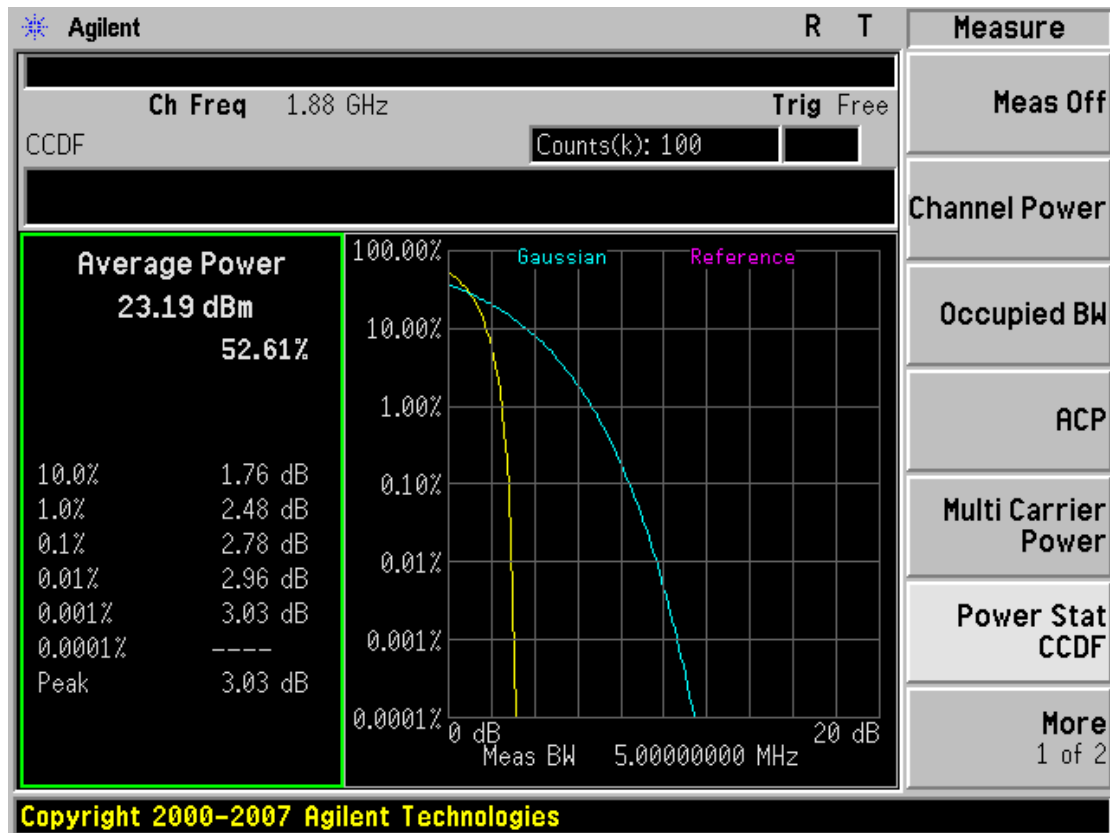 Agilent R T
Ch Freq 1.88 GHz Trig Free
CCDF Counts(k): 100
Average Power
23.19 dBm
52.61%
10.0% 1.76 dB
1.0% 2.48 dB
0.1% 2.78 dB
0.01% 2.96 dB
0.001% 3.03 dB
0.0001% ----
Peak 3.03 dB
Gaussian Reference
100.00%
10.00%
1.00%
0.10%
0.01%
0.001%
0.0001%
0 dB 20 dB
Meas BW 5.00000000 MHz
Measure
Meas Off
Channel Power
Occupied BW
ACP
Multi Carrier
Power
Power Stat
CCDF
More
1 of 2
Copyright 2000-2007 Agilent Technologies